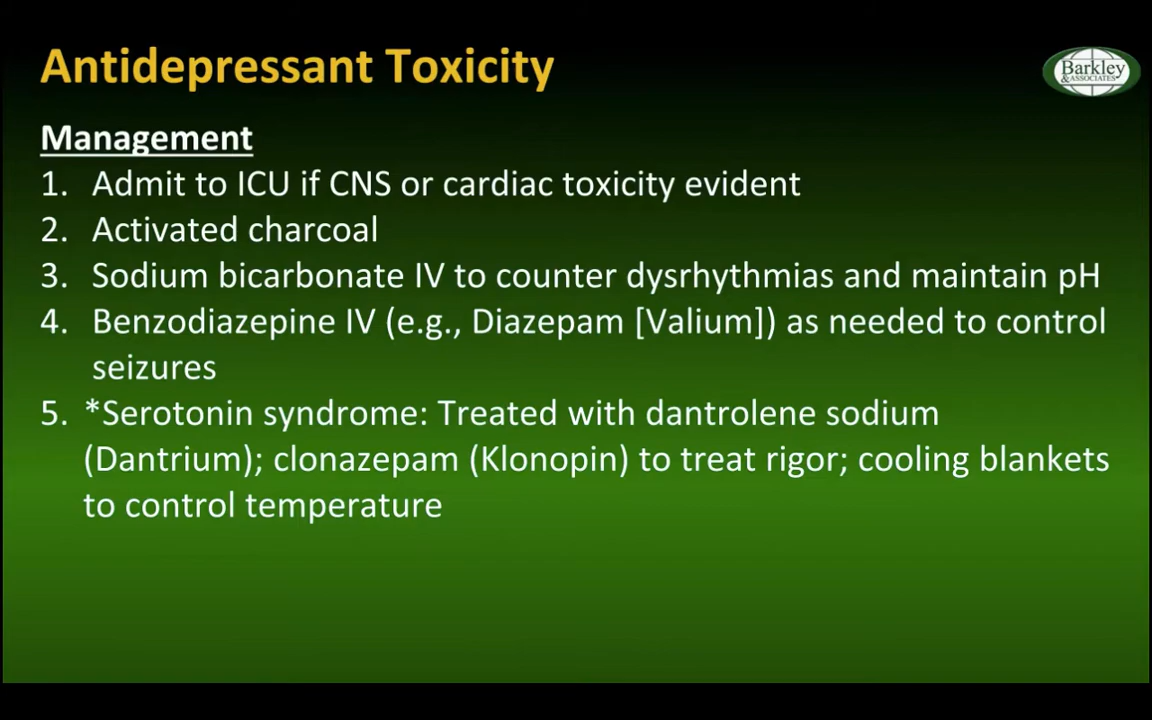 Antidepressant Toxicity
Barkley
& ASSOCIATES
Management
1. Admit to ICU if CNS or cardiac toxicity evident
2. Activated charcoal
3. Sodium bicarbonate IV to counter dysrhythmias and maintain pH
4. Benzodiazepine IV (e.g., Diazepam [Valium]) as needed to control
seizures
5. *Serotonin syndrome: Treated with dantrolene sodium
(Dantrium); clonazepam (Klonopin) to treat rigor; cooling blankets
to control temperature